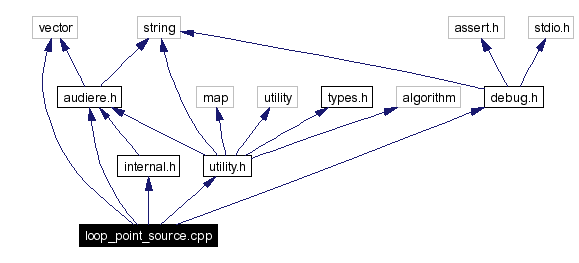 vector
string
assert.h
stdio.h
audiere.h
map
utility
types.h
algorithm
debug.h
internal.h
utility.h
loop_point_source.cpp